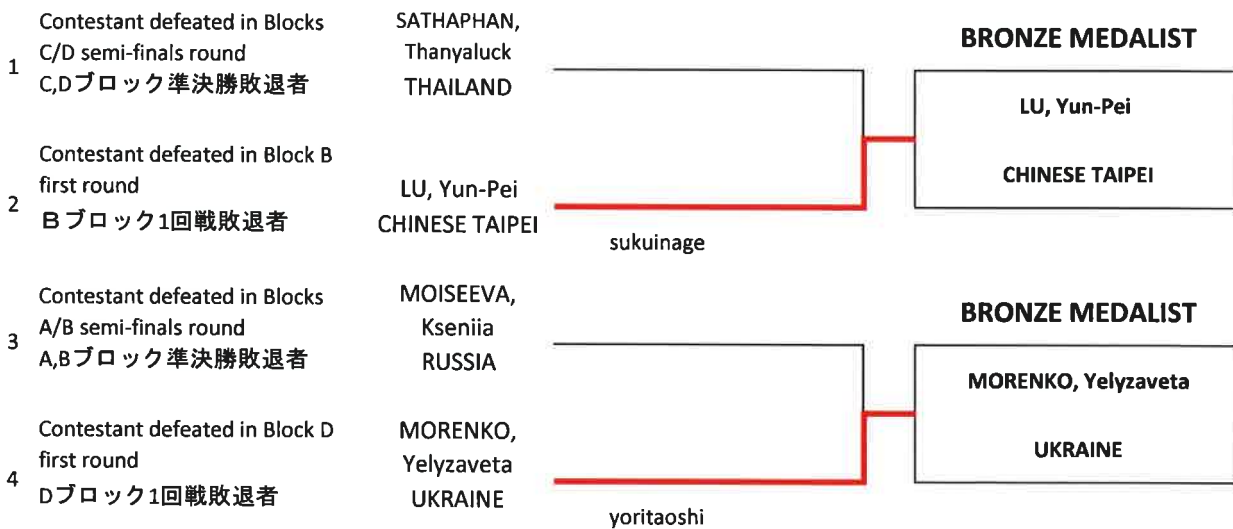 Contestant defeated in Blocks
C/D semi-finals round
1
C,Dブロック準決勝敗退者
SATHAPHAN,
Thanyaluck
THAILAND
BRONZE MEDALIST
LU, Yun-Pei
CHINESE TAIPEI
Contestant defeated in Block B
first round
2
Bブロック1回戦敗退者
LU, Yun-Pei
CHINESE TAIPEI
sukuinage
Contestant defeated in Blocks
A/B semi-finals round
3
A,Bブロック準決勝敗退者
MOISEEVA,
Kseniia
RUSSIA
BRONZE MEDALIST
MORENKO, Yelyzaveta
UKRAINE
Contestant defeated in Block D
first round
4
Dブロック1回戦敗退者
MORENKO,
Yelyzaveta
UKRAINE
yoritaoshi